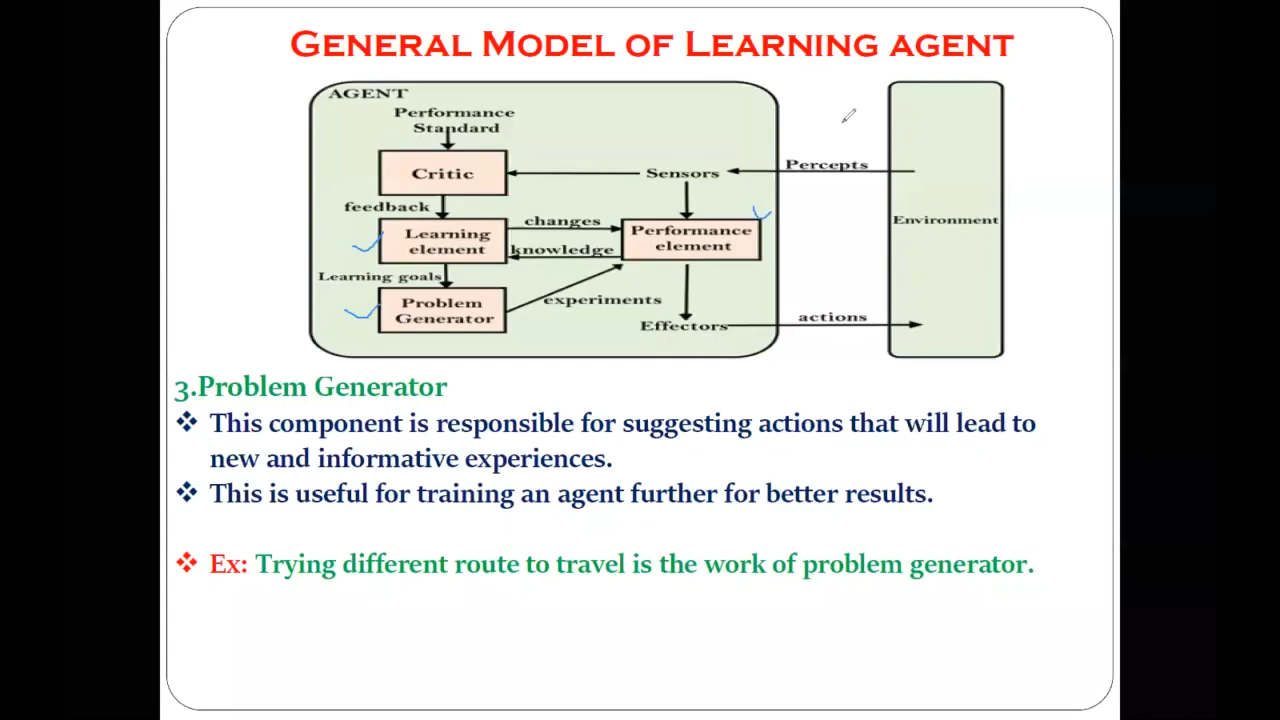 GENERAL MODEL OF LEARNING AGENT
AGENT
Performance
Standard
Critic
Sensors
Percepts
feedback
changes
Learning
element
Performance
element
Environment
knowledge
Learning goals
Problem
Generator
experiments
Effectors
actions
3.Problem Generator
❖ This component is responsible for suggesting actions that will lead to
new and informative experiences.
❖ This is useful for training an agent further for better results.
❖ Ex: Trying different route to travel is the work of problem generator.